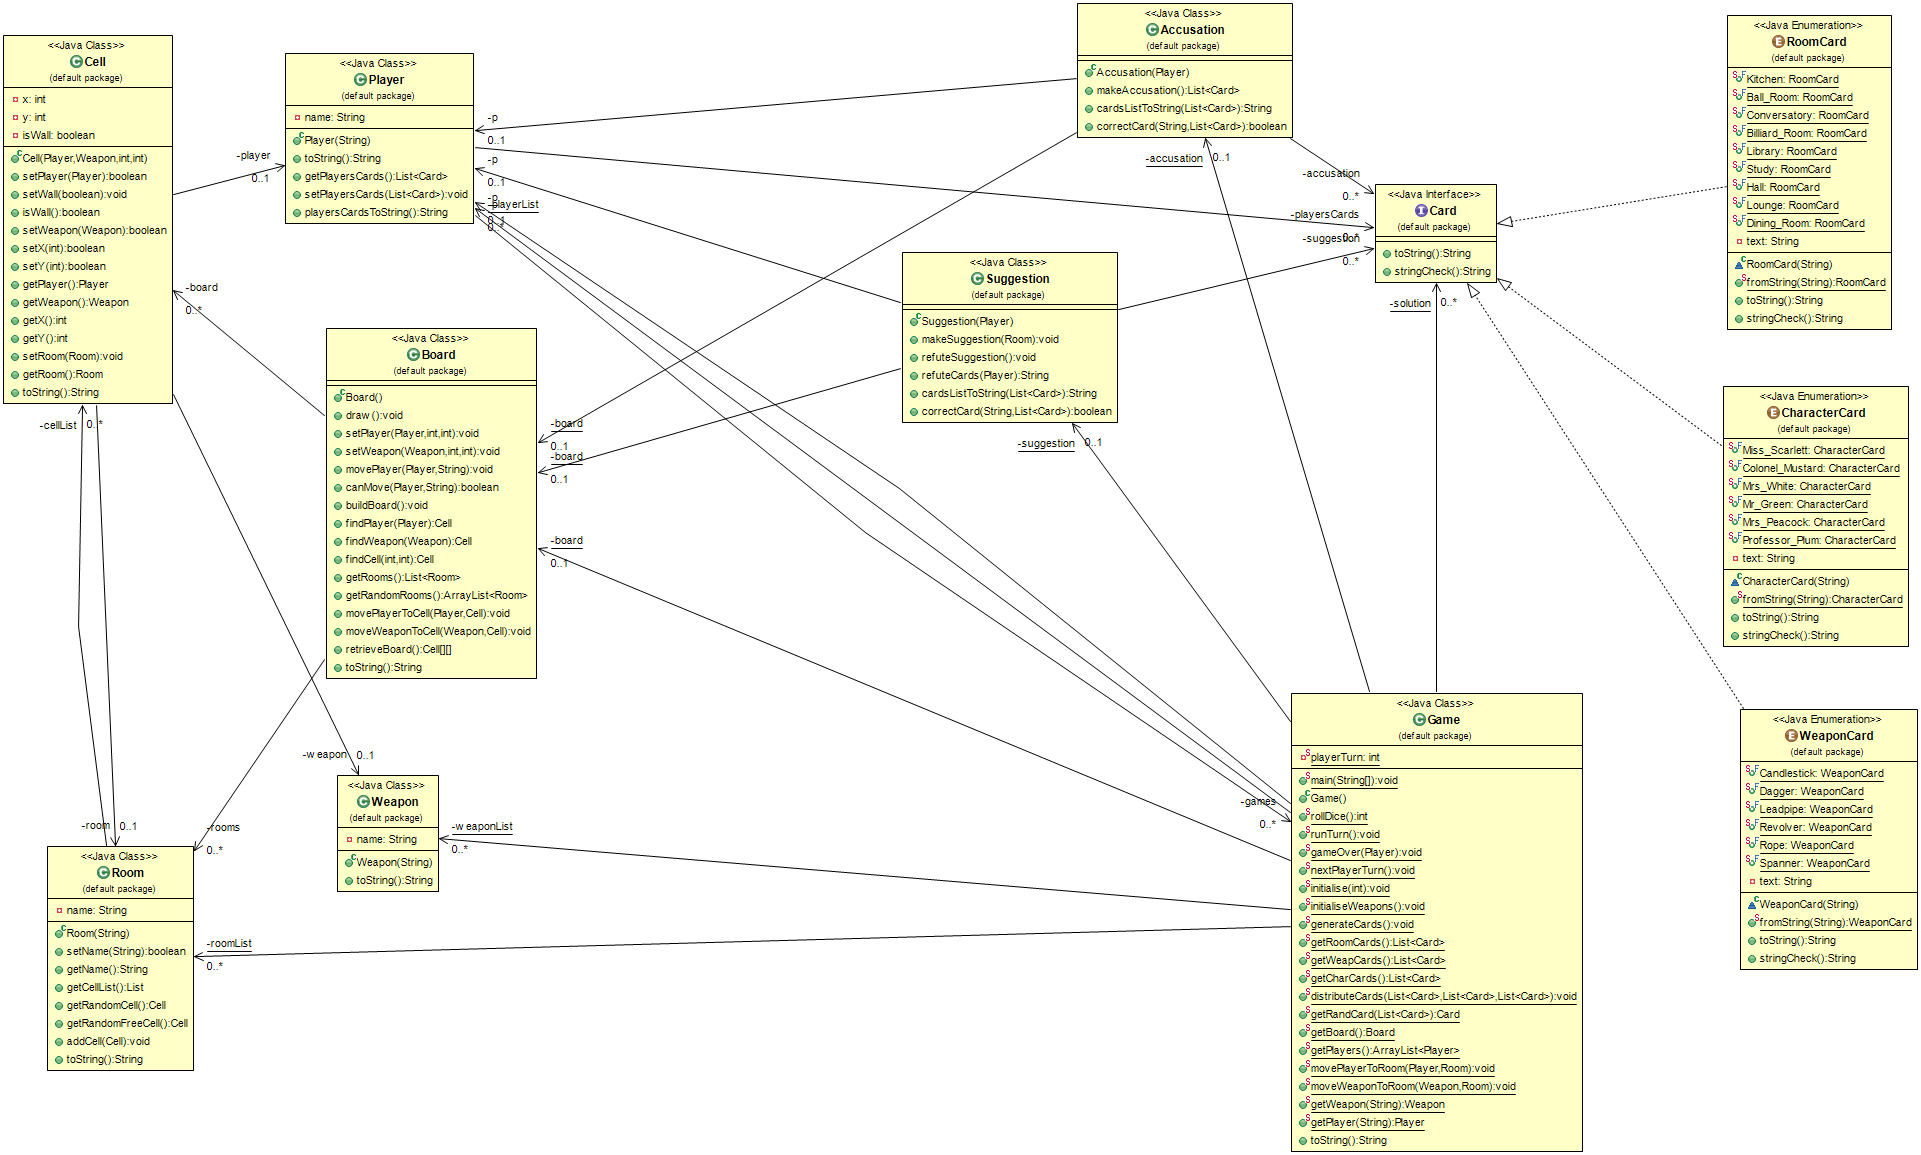 <<Java Class>>
Cell
(default package)
x: int
y: int
isWall: boolean
Cell(Player,Weapon,int,int)
setPlayer(Player):boolean
setWall(boolean):void
isWall():boolean
setWeapon(Weapon):boolean
setX(int):boolean
setY(int):boolean
getPlayer():Player
getWeapon():Weapon
getX():int
getY():int
setRoom(Room):void
getRoom():Room
toString():String
-player
0..1
<<Java Class>>
Player
(default package)
name: String
Player(String)
toString():String
getPlayersCards():List<Card>
setPlayersCards(List<Card>):void
playersCardsToString():String
-p
0..1
-p
0..1
-p
-playerList
0..1
0..*
<<Java Class>>
Accusation
(default package)
Accusation(Player)
makeAccusation():List<Card>
cardsListToString(List<Card>):String
correctCard(String,List<Card>):boolean
-accusation
0..1
-accusation
0..*
-playersCards
0..*
-suggestion
0..*
<<Java Interface>>
Card
(default package)
toString():String
stringCheck():String
-solution
0..*
<<Java Enumeration>>
RoomCard
(default package)
Kitchen: RoomCard
Ball_Room: RoomCard
Conversatory: RoomCard
Billiard_Room: RoomCard
Library: RoomCard
Study: RoomCard
Hall: RoomCard
Lounge: RoomCard
Dining_Room: RoomCard
text: String
RoomCard(String)
fromString(String):RoomCard
toString():String
stringCheck():String
<<Java Class>>
Suggestion
(default package)
Suggestion(Player)
makeSuggestion(Room):void
refuteSuggestion():void
refuteCards(Player):String
cardsListToString(List<Card>):String
correctCard(String,List<Card>):boolean
-suggestion
0..1
-board
0..*
<<Java Class>>
Board
(default package)
Board()
draw():void
setPlayer(Player,int,int):void
setWeapon(Weapon,int,int):void
movePlayer(Player,String):void
canMove(Player,String):boolean
buildBoard():void
findPlayer(Player):Cell
findWeapon(Weapon):Cell
findCell(int,int):Cell
getRooms():List<Room>
getRandomRooms():ArrayList<Room>
movePlayerToCell(Player,Cell):void
moveWeaponToCell(Weapon,Cell):void
retrieveBoard():Cell[][]
toString():String
-board
0..1
-board
0..1
-board
0..1
<<Java Enumeration>>
CharacterCard
(default package)
Miss_Scarlett: CharacterCard
Colonel_Mustard: CharacterCard
Mrs_White: CharacterCard
Mr_Green: CharacterCard
Mrs_Peacock: CharacterCard
Professor_Plum: CharacterCard
text: String
CharacterCard(String)
fromString(String):CharacterCard
toString():String
stringCheck():String
-cellList
0..*
-room
0..1
-rooms
0..*
-weapon
0..1
<<Java Class>>
Weapon
(default package)
name: String
Weapon(String)
toString():String
-weaponList
0..*
<<Java Class>>
Room
(default package)
name: String
Room(String)
setName(String):boolean
getName():String
getCellList():List
getRandomCell():Cell
getRandomFreeCell():Cell
addCell(Cell):void
toString():String
-roomList
0..*
-games
0..*
<<Java Class>>
Game
(default package)
playerTurn: int
main(String[]):void
Game()
rollDice():int
runTurn():void
gameOver(Player):void
nextPlayerTurn():void
initialise(int):void
initialiseWeapons():void
generateCards():void
getRoomCards():List<Card>
getWeapCards():List<Card>
getCharCards():List<Card>
distributeCards(List<Card>,List<Card>,List<Card>):void
getRandCard(List<Card>):Card
getBoard():Board
getPlayers():ArrayList<Player>
movePlayerToRoom(Player,Room):void
moveWeaponToRoom(Weapon,Room):void
getWeapon(String):Weapon
getPlayer(String):Player
toString():String
<<Java Enumeration>>
WeaponCard
(default package)
Candlestick: WeaponCard
Dagger: WeaponCard
Leadpipe: WeaponCard
Revolver: WeaponCard
Rope: WeaponCard
Spanner: WeaponCard
text: String
WeaponCard(String)
fromString(String):WeaponCard
toString():String
stringCheck():String